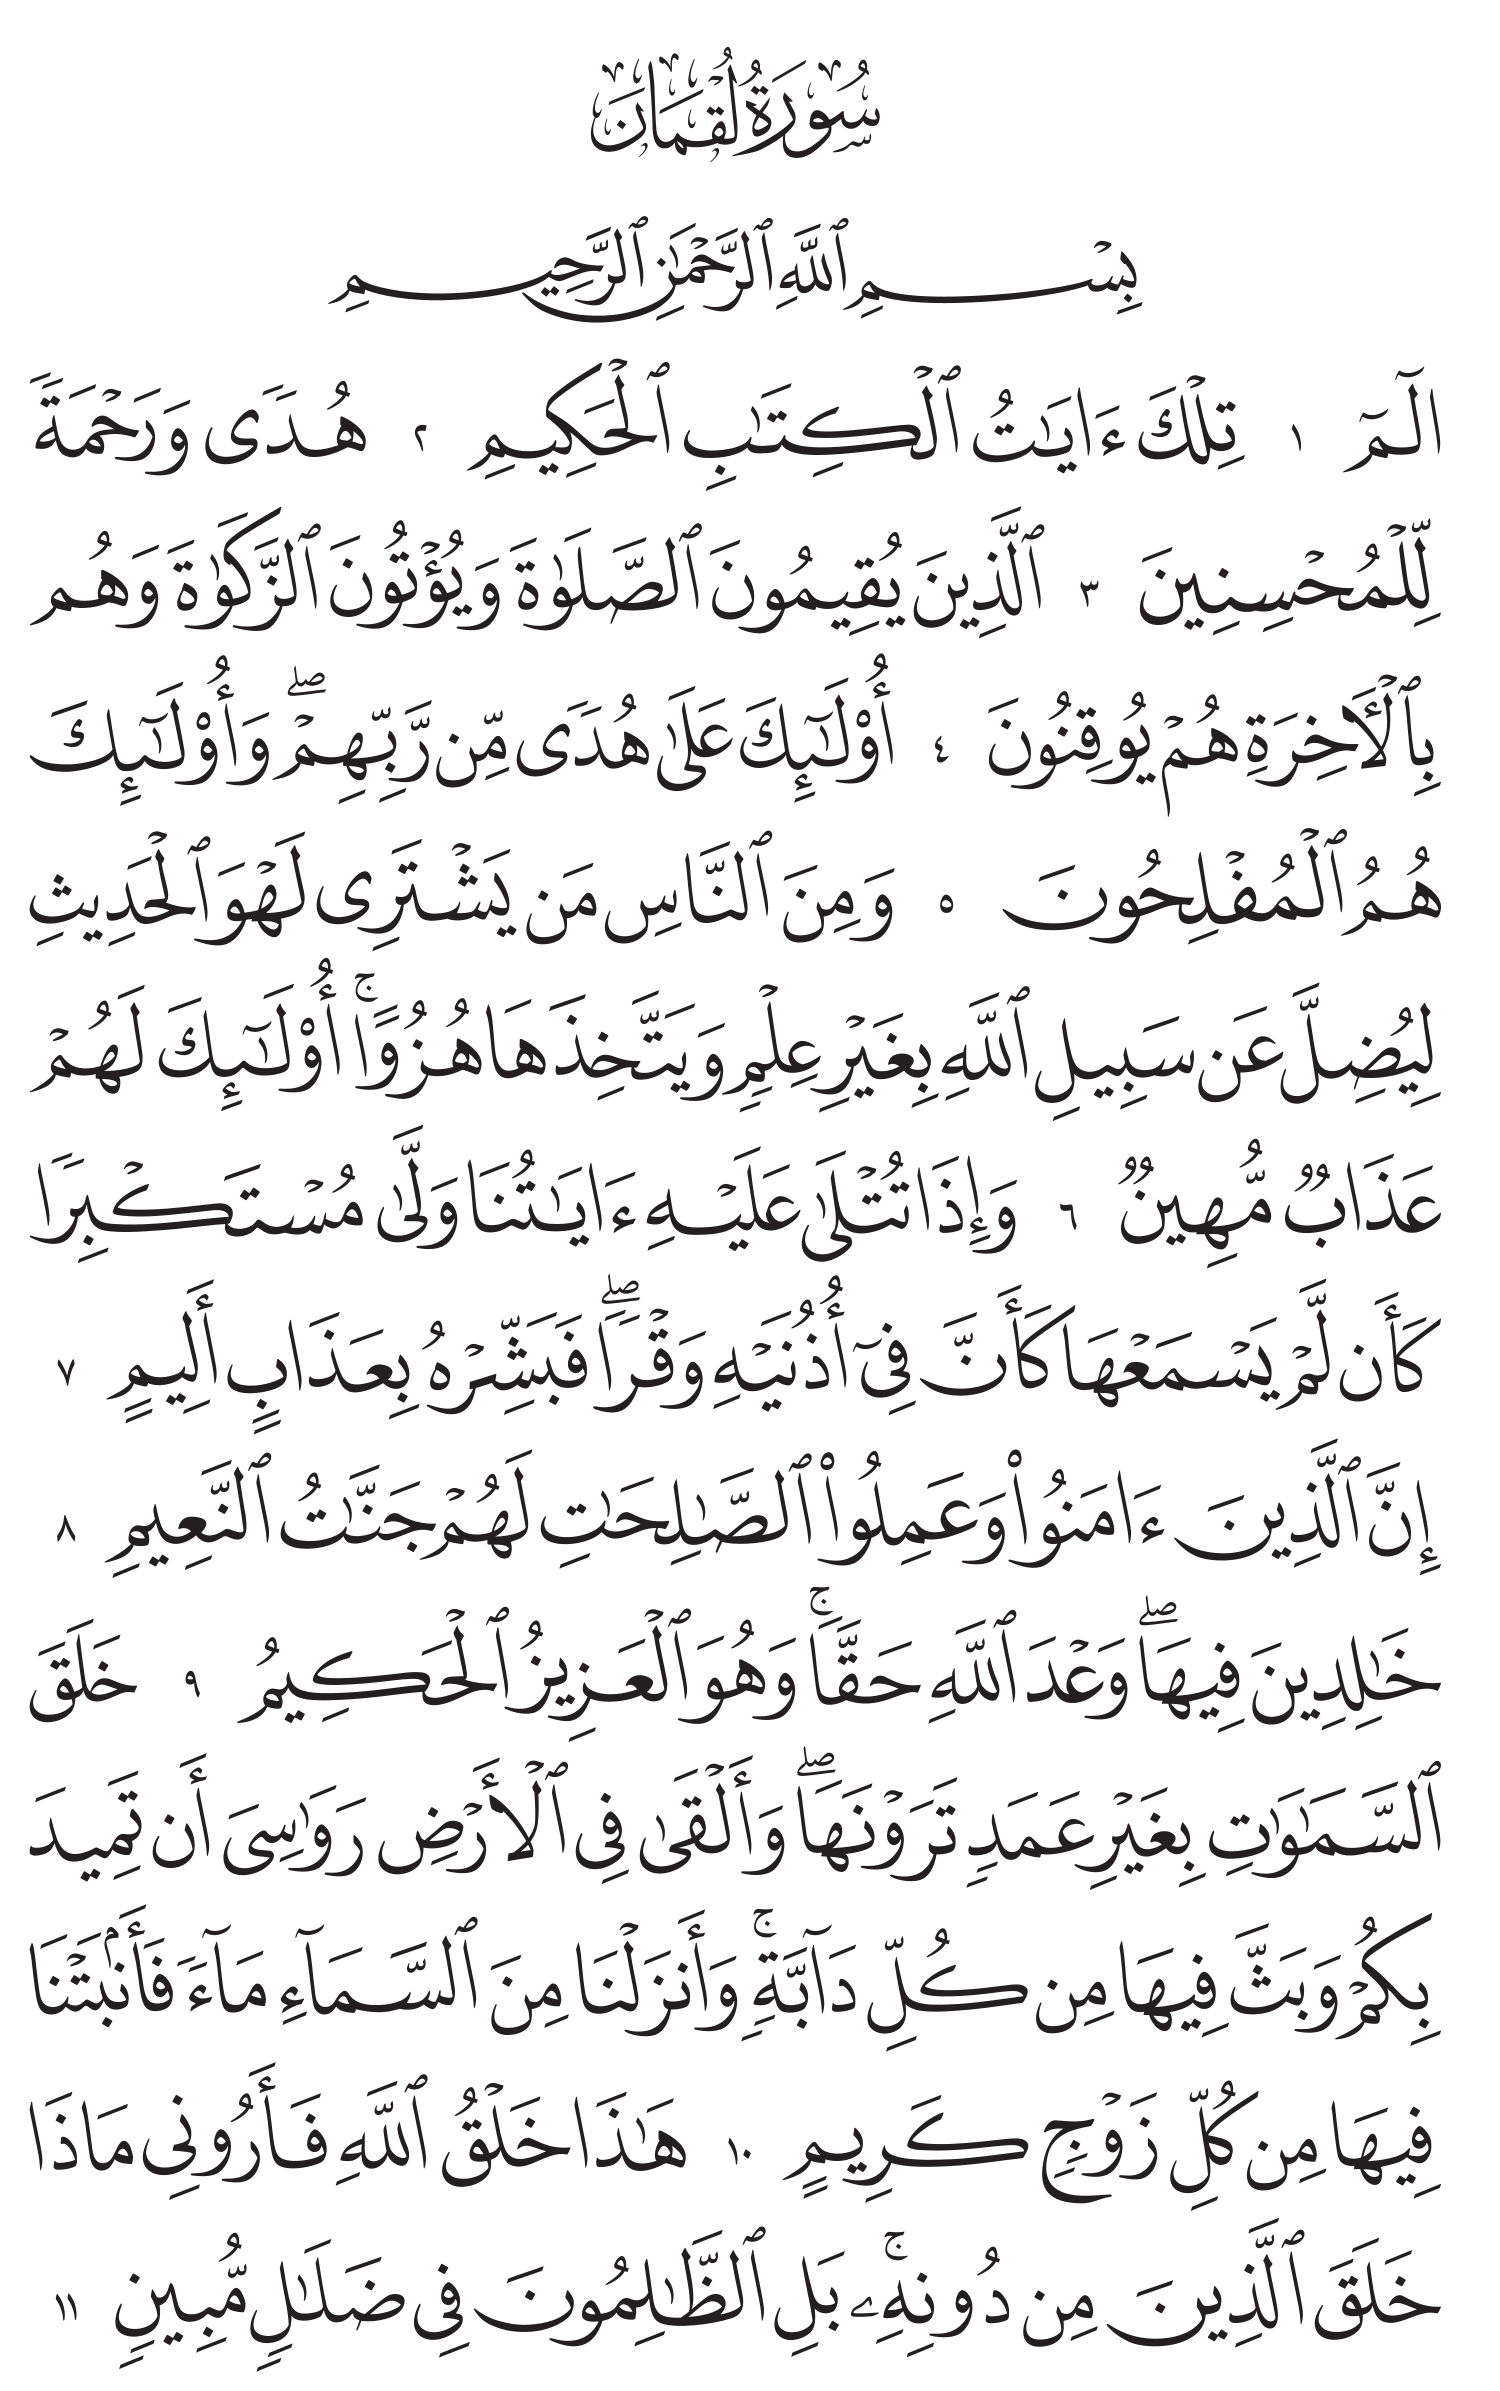 سُورَةُ لُقْمَانَ
بِسْمِ ٱللَّهِ ٱلرَّحْمَٰنِ ٱلرَّحِيمِ
الٓمٓ ١ تِلْكَ ءَايَٰتُ ٱلْكِتَٰبِ ٱلْحَكِيمِ ٢ هُدًى وَرَحْمَةً
لِّلْمُحْسِنِينَ ٣ ٱلَّذِينَ يُقِيمُونَ ٱلصَّلَوٰةَ وَيُؤْتُونَ ٱلزَّكَوٰةَ وَهُم
بِٱلْأَخِرَةِ هُمْ يُوقِنُونَ ٤ أُوْلَٰٓئِكَ عَلَىٰ هُدًى مِّن رَّبِّهِمْۖ وَأُوْلَٰٓئِكَ
هُمُ ٱلْمُفْلِحُونَ ٥ وَمِنَ ٱلنَّاسِ مَن يَشْتَرِى لَهْوَ ٱلْحَدِيثِ
لِيُضِلَّ عَن سَبِيلِ ٱللَّهِ بِغَيْرِ عِلْمٍ وَيَتَّخِذَهَا هُزُوًاۚ أُوْلَٰٓئِكَ لَهُمْ
عَذَابٌ مُّهِينٌ ٦ وَإِذَا تُتْلَىٰ عَلَيْهِ ءَايَٰتُنَا وَلَّىٰ مُسْتَكْبِرًا
كَأَن لَّمْ يَسْمَعْهَا كَأَنَّ فِىٓ أُذُنَيْهِ وَقْرًاۖ فَبَشِّرْهُ بِعَذَابٍ أَلِيمٍ ٧
إِنَّ ٱلَّذِينَ ءَامَنُوا۟ وَعَمِلُوا۟ ٱلصَّٰلِحَٰتِ لَهُمْ جَنَّٰتُ ٱلنَّعِيمِ ٨
خَٰلِدِينَ فِيهَاۖ وَعْدَ ٱللَّهِ حَقًّاۚ وَهُوَ ٱلْعَزِيزُ ٱلْحَكِيمُ ٩ خَلَقَ
ٱلسَّمَٰوَٰتِ بِغَيْرِ عَمَدٍ تَرَوْنَهَاۖ وَأَلْقَىٰ فِى ٱلْأَرْضِ رَوَٰسِىَ أَن تَمِيدَ
بِكُمْ وَبَثَّ فِيهَا مِن كُلِّ دَآبَّةٍۚ وَأَنزَلْنَا مِنَ ٱلسَّمَآءِ مَآءً فَأَنۢبَتْنَا
فِيهَا مِن كُلِّ زَوْجٍ كَرِيمٍ ١٠ هَٰذَا خَلْقُ ٱللَّهِ فَأَرُونِى مَاذَا
خَلَقَ ٱلَّذِينَ مِن دُونِهِۦۚ بَلِ ٱلظَّٰلِمُونَ فِى ضَلَٰلٍ مُّبِينٍ ١١